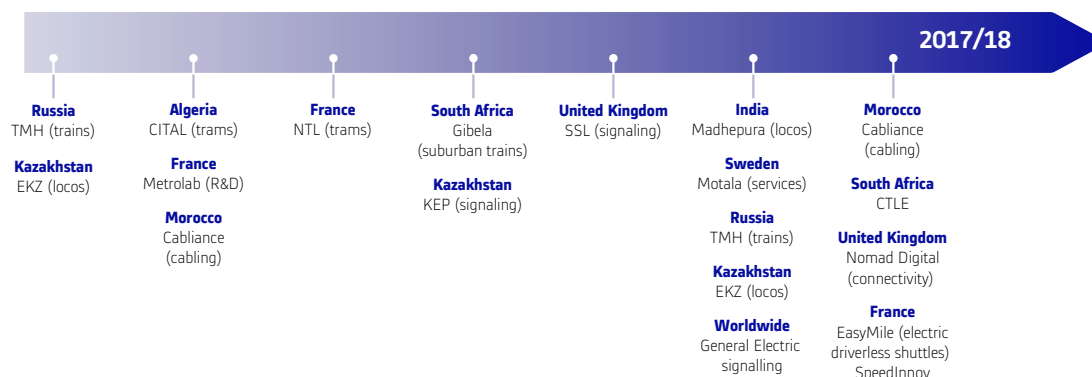 2017/18
Russia
TMH (trains)
Kazakhstan
EKZ (locos)
Algeria
CITAL (trams)
France
Metrolab (R&D)
Morocco
Cabliance
(cabling)
France
NTL (trams)
South Africa
Gibela
(suburban trains)
Kazakhstan
KEP (signaling)
United Kingdom
SSL (signaling)
India
Madhepura (locos)
Sweden
Motala (services)
Russia
TMH (trains)
Kazakhstan
EKZ (locos)
Worldwide
General Electric
signalling
Morocco
Cabliance
(cabling)
South Africa
CTLE
United Kingdom
Nomad Digital
(connectivity)
France
EasyMile (electric
driverless shuttles)
SpeedInnov